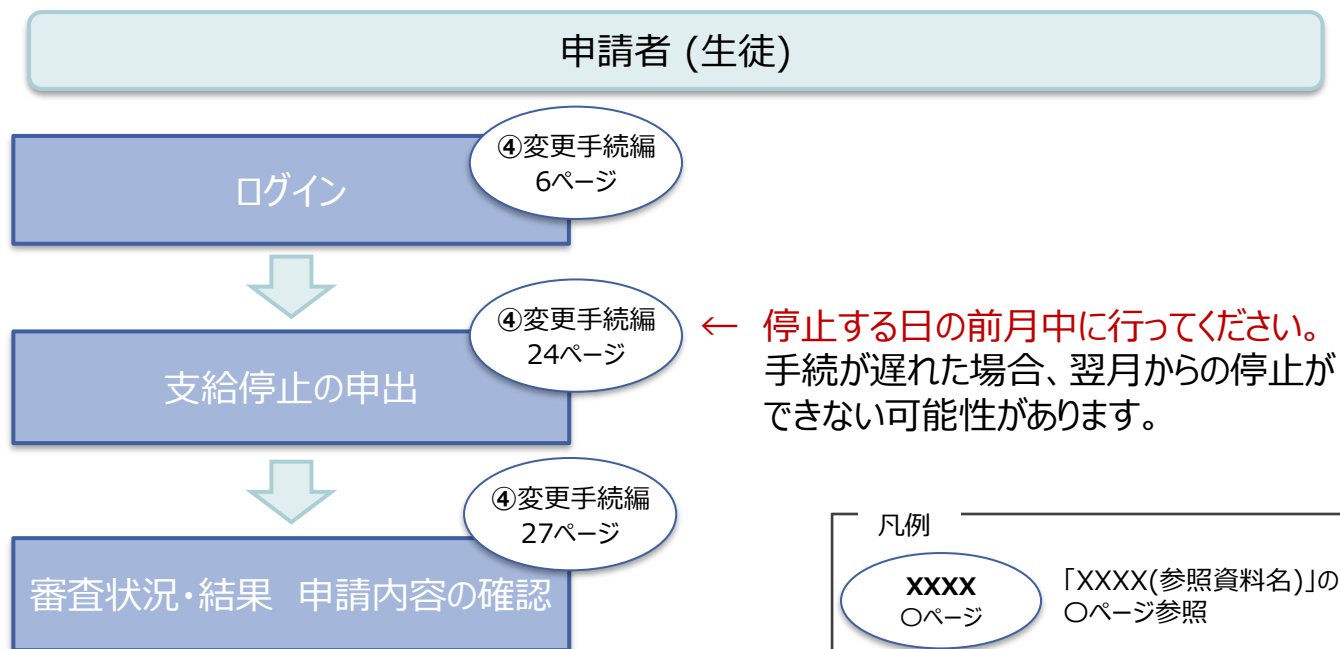 申請者 (生徒)
④変更手続編
6ページ
ログイン
④変更手続編
24ページ
← 停止する日の前月中に行ってください。
手続が遅れた場合、翌月からの停止が
できない可能性があります。
支給停止の申出
④変更手続編
27ページ
審査状況・結果 申請内容の確認
凡例
XXXX
〇ページ
「XXXX(参照資料名)」の
〇ページ参照